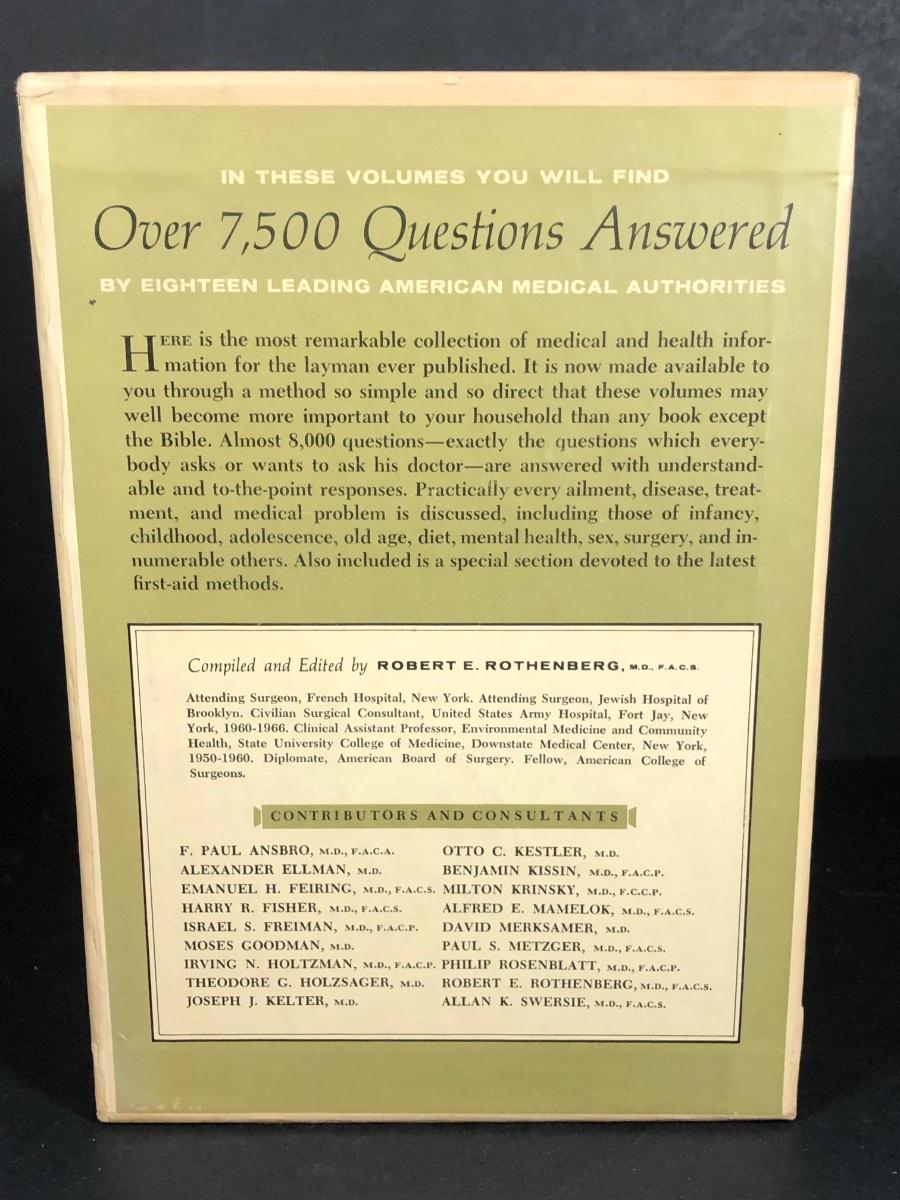 IN THESE VOLUMES YOU WILL FIND
Over 7,500 Questions Answered
BY EIGHTEEN LEADING AMERICAN MEDICAL AUTHORITIES
HERE is the most remarkable collection of medical and health infor-
mation for the layman ever published. It is now made available to
you through a method so simple and so direct that these volumes may
well become more important to your household than any book except
the Bible. Almost 8,000 questions—exactly the questions which every-
body asks or wants to ask his doctor—are answered with understand-
able and to-the-point responses. Practically every ailment, disease, treat-
ment, and medical problem is discussed, including those of infancy,
childhood, adolescence, old age, diet, mental health, sex, surgery, and in-
numerable others. Also included is a special section devoted to the latest
first-aid methods.
Compiled and Edited by ROBERT E. ROTHENBERG, M.D., F.A.C.S.
Attending Surgeon, French Hospital, New York. Attending Surgeon, Jewish Hospital of
Brooklyn. Civilian Surgical Consultant, United States Army Hospital, Fort Jay, New
York, 1960-1966. Clinical Assistant Professor, Environmental Medicine and Community
Health, State University College of Medicine, Downstate Medical Center, New York,
1950-1960. Diplomate, American Board of Surgery. Fellow, American College of
Surgeons.
CONTRIBUTORS AND CONSULTANTS
F. PAUL ANSBRO, M.D., F.A.C.A.
ALEXANDER ELLMAN, M.D.
EMANUEL H. FEIRING, M.D., F.A.C.S.
HARRY R. FISHER, M.D., F.A.C.S.
ISRAEL S. FREIMAN, M.D., F.A.C.P.
MOSES GOODMAN, M.D.
IRVING N. HOLTZMAN, M.D., F.A.C.P.
THEODORE G. HOLZSAGER, M.D.
JOSEPH J. KELTER, M.D.
OTTO C. KESTLER, M.D.
BENJAMIN KISSIN, M.D., F.A.C.P.
MILTON KRINSKY, M.D., F.C.C.P.
ALFRED E. MAMELOK, M.D., F.A.C.S.
DAVID MERKSAMER, M.D.
PAUL S. METZGER, M.D., F.A.C.S.
PHILIP ROSENBLATT, M.D., F.A.C.P.
ROBERT E. ROTHENBERG, M.D., F.A.C.S.
ALLAN K. SWERSIE, M.D., F.A.C.S.